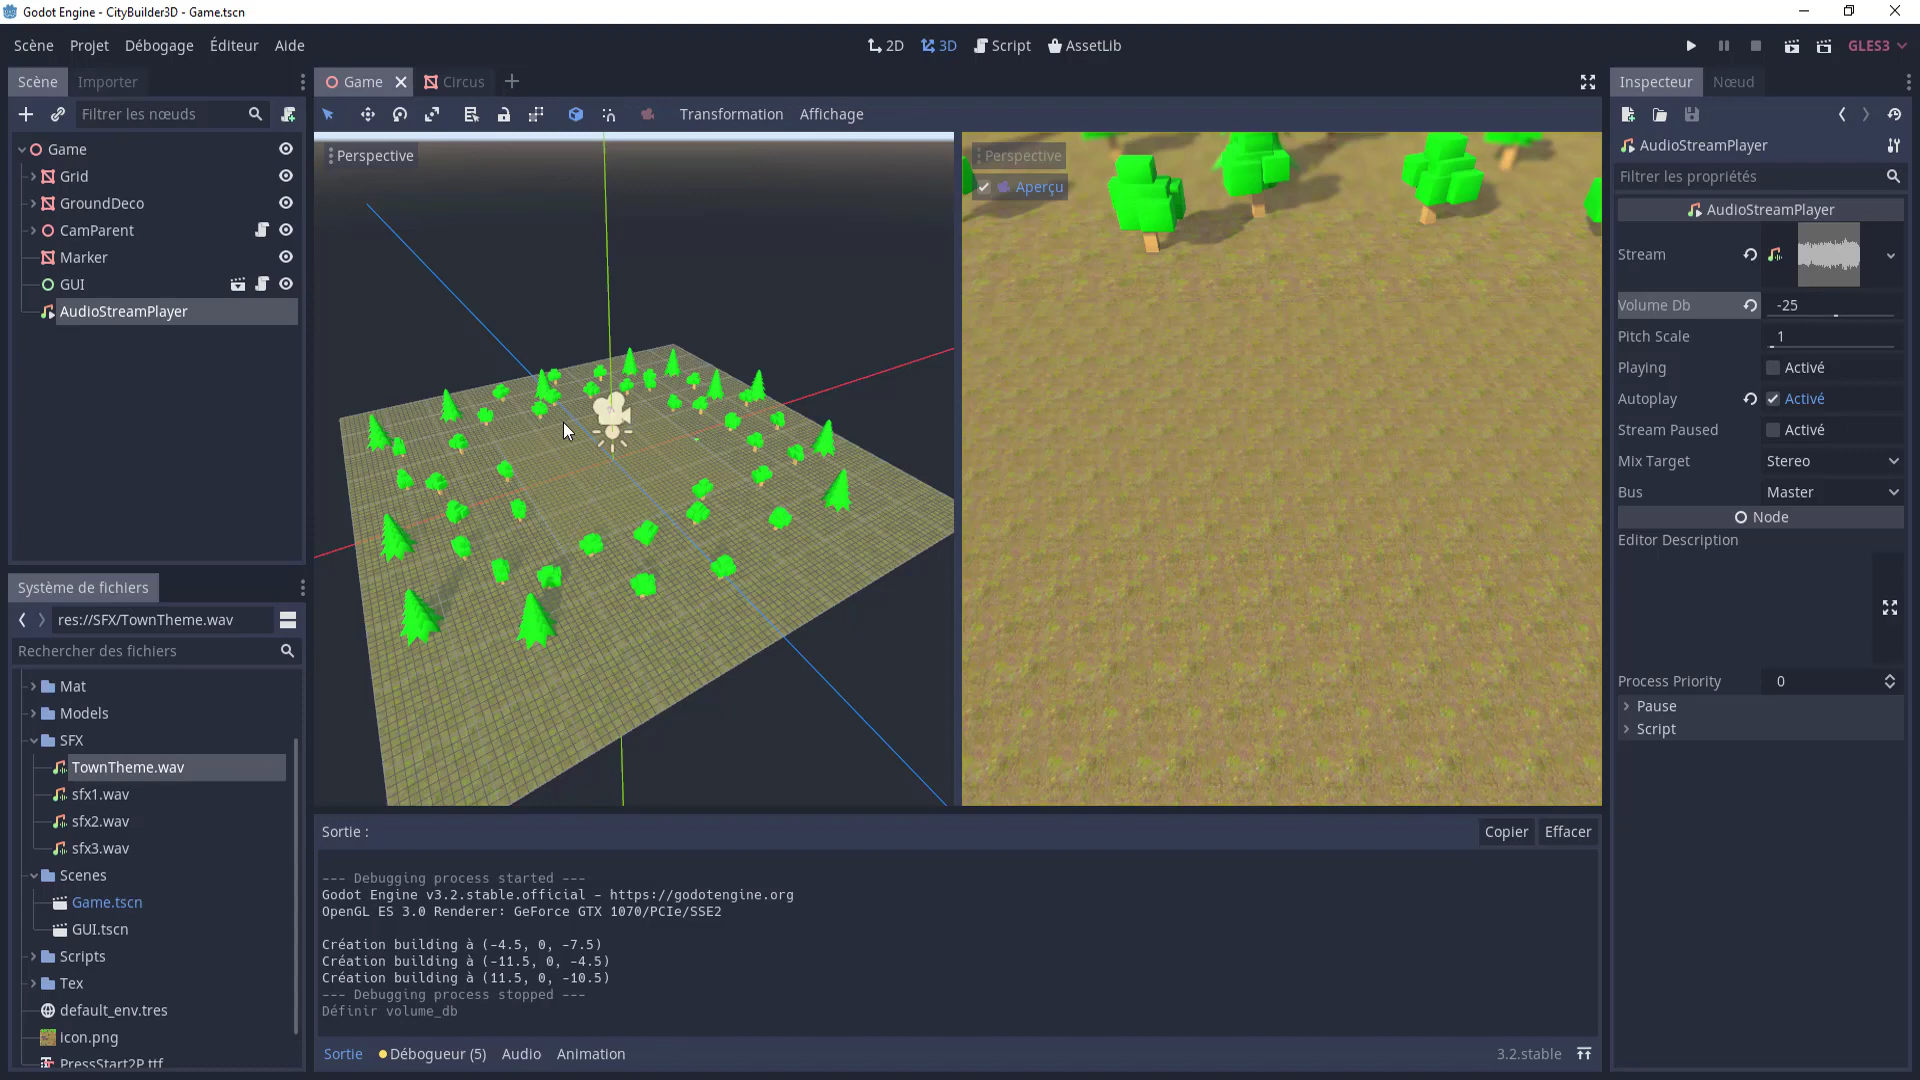 Godot Engine - CityBuilder3D - Game.tscn
Scène Projet Débogage Éditeur Aide
2D 3D Script AssetLib
GLES3
Scène Importer
Filtrer les nœuds
Game
Grid
GroundDeco
CamParent
Marker
GUI
AudioStreamPlayer
Système de fichiers
res://SFX/TownTheme.wav
Rechercher des fichiers
Mat
Models
SFX
TownTheme.wav
sfx1.wav
sfx2.wav
sfx3.wav
Scenes
Game.tscn
GUI.tscn
Scripts
Tex
default_env.tres
icon.png
PressStart2P.ttf
Game Circus
Transformation Affichage
Perspective
Perspective
Aperçu
Sortie :
Copier Effacer
--- Debugging process started ---
Godot Engine v3.2.stable.official - https://godotengine.org
OpenGL ES 3.0 Renderer: GeForce GTX 1070/PCIe/SSE2
Création building à (-4.5, 0, -7.5)
Création building à (-11.5, 0, -4.5)
Création building à (11.5, 0, -10.5)
--- Debugging process stopped ---
Définir volume_db
Sortie Débogueur (5) Audio Animation
3.2.stable
Inspecteur Nœud
AudioStreamPlayer
Filtrer les propriétés
AudioStreamPlayer
Stream
Volume Db -25
Pitch Scale 1
Playing Activé
Autoplay Activé
Stream Paused Activé
Mix Target Stereo
Bus Master
Node
Editor Description
Process Priority 0
Pause
Script